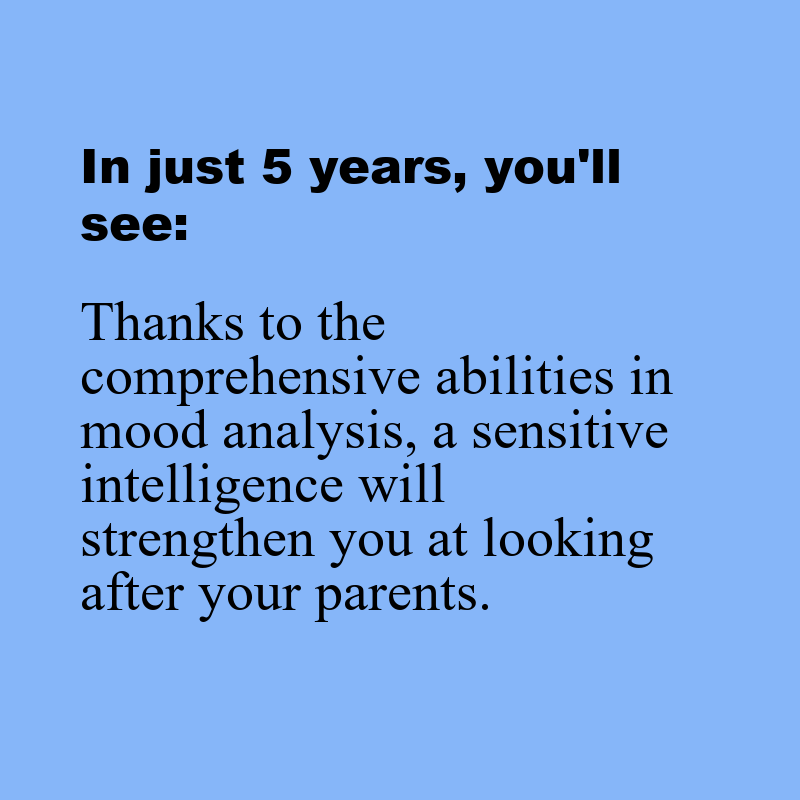 In just 5 years, you'll
see:
Thanks to the
comprehensive abilities in
mood analysis, a sensitive
intelligence will
strengthen you at looking
after your parents.